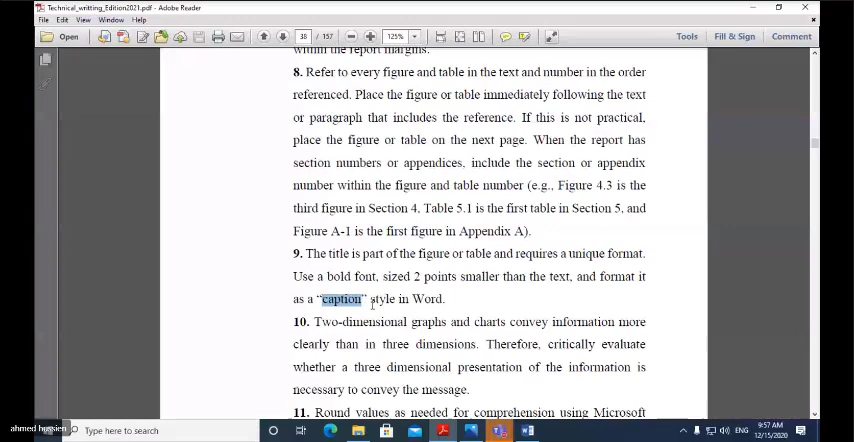 Technical_writting_Edition2021.pdf - Adobe Reader
File Edit View Window Help
Open 38 / 157 125% Tools Fill & Sign Comment
within the report margins.
8. Refer to every figure and table in the text and number in the order
referenced. Place the figure or table immediately following the text
or paragraph that includes the reference. If this is not practical,
place the figure or table on the next page. When the report has
section numbers or appendices, include the section or appendix
number within the figure and table number (e.g., Figure 4.3 is the
third figure in Section 4, Table 5.1 is the first table in Section 5, and
Figure A-1 is the first figure in Appendix A).
9. The title is part of the figure or table and requires a unique format.
Use a bold font, sized 2 points smaller than the text, and format it
as a “caption” style in Word.
10. Two-dimensional graphs and charts convey information more
clearly than in three dimensions. Therefore, critically evaluate
whether a three dimensional presentation of the information is
necessary to convey the message.
11. Round values as needed for comprehension using Microsoft
ahmed hussien
Type here to search
9:57 AM
12/15/2020